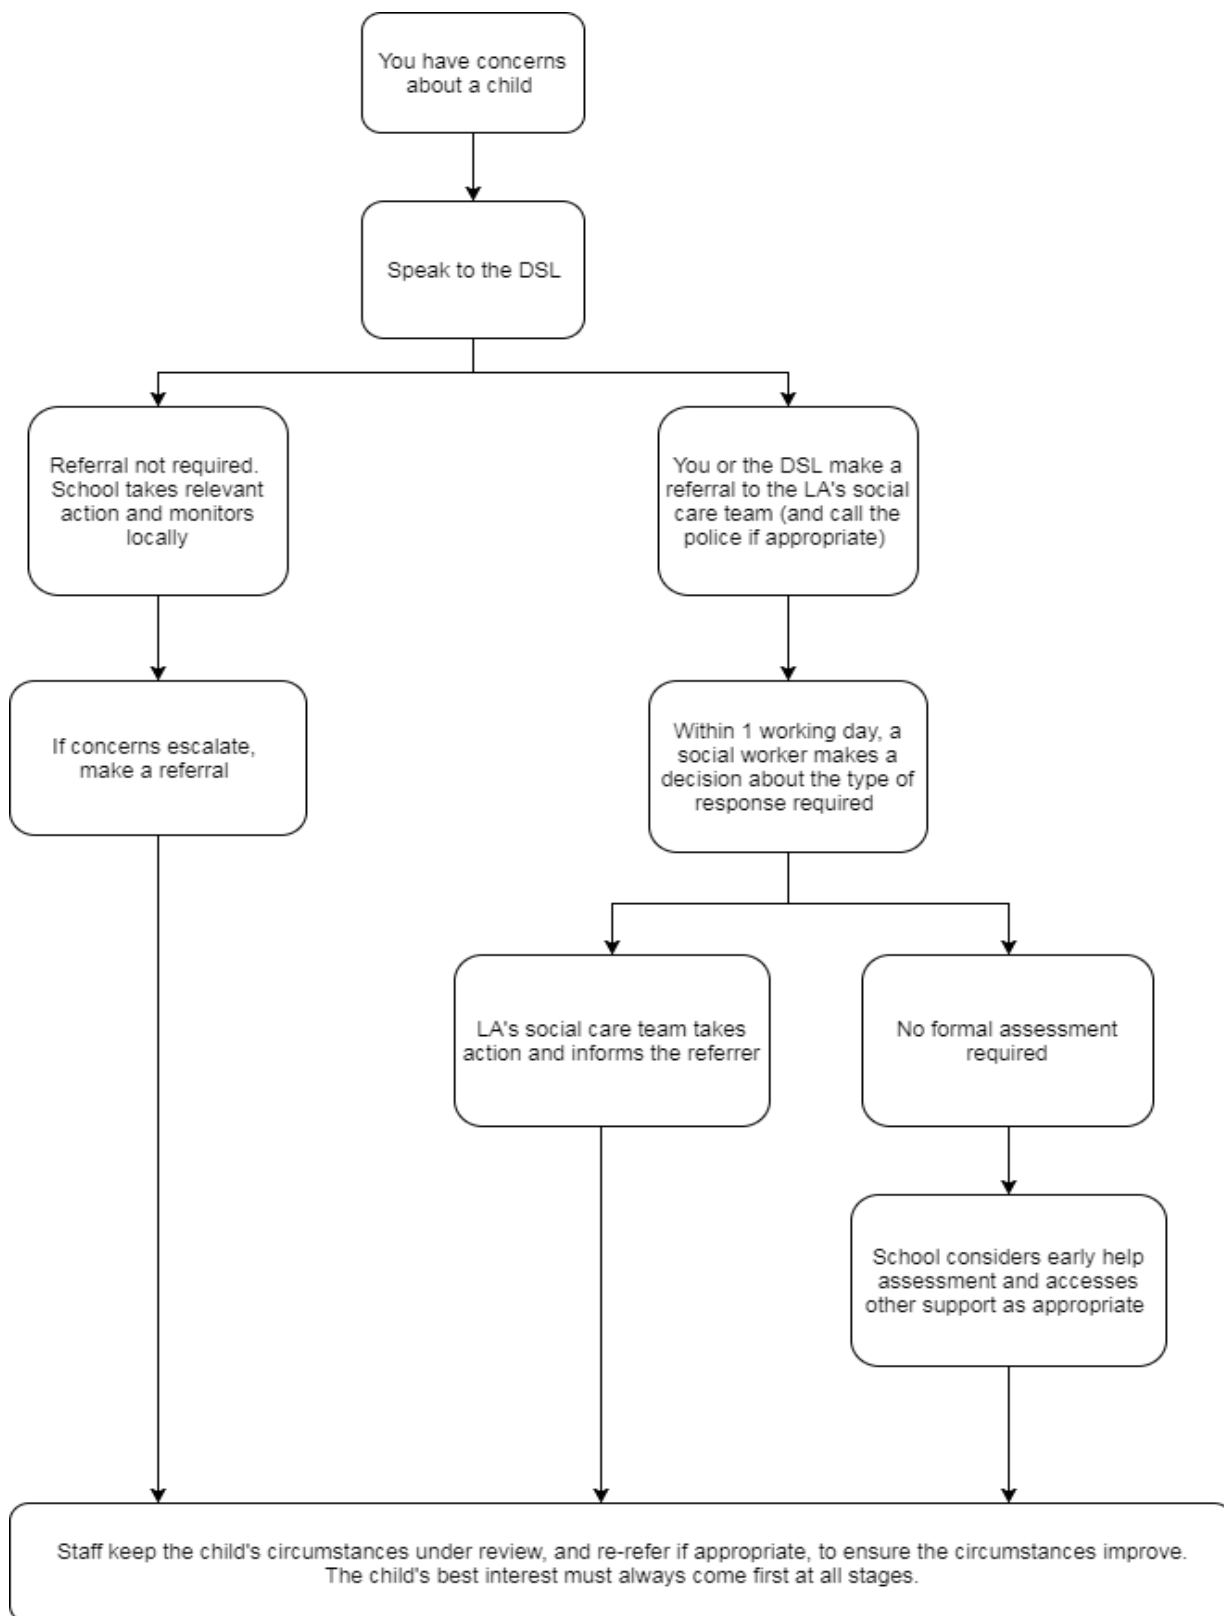 You have concerns
about a child
Speak to the DSL
Referral not required.
School takes relevant
action and monitors
locally
You or the DSL make a
referral to the LA's social
care team (and call the
police if appropriate)
If concerns escalate,
make a referral
Within 1 working day, a
social worker makes a
decision about the type of
response required
LA's social care team takes
action and informs the referrer
No formal assessment
required
School considers early help
assessment and accesses
other support as appropriate
Staff keep the child's circumstances under review, and re-refer if appropriate, to ensure the circumstances improve.
The child's best interest must always come first at all stages.